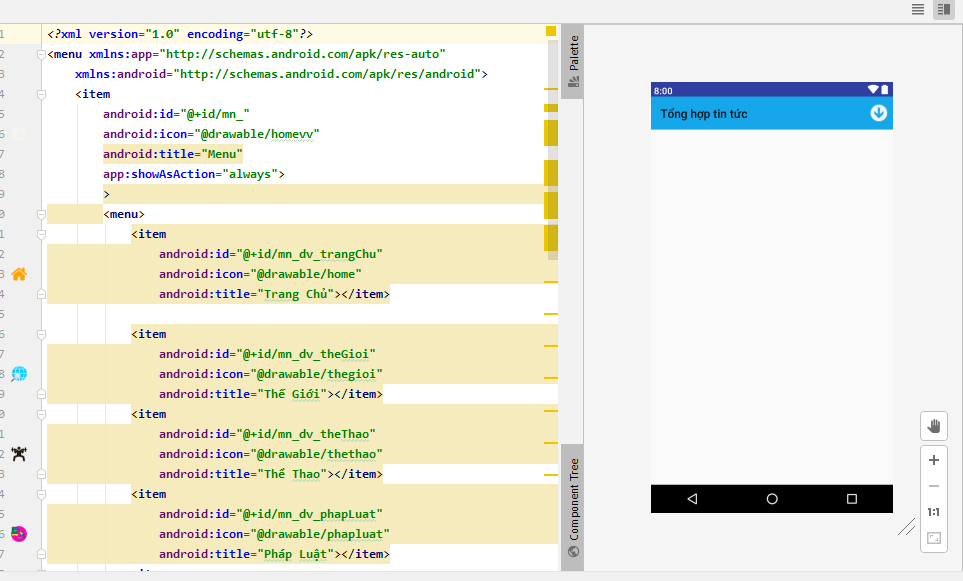 <?xml version="1.0" encoding="utf-8"?>
<menu xmlns:app="http://schemas.android.com/apk/res-auto"
xmlns:android="http://schemas.android.com/apk/res/android">
<item
android:id="@+id/mn_"
android:icon="@drawable/homevv"
android:title="Menu"
app:showAsAction="always">
>
<menu>
<item
android:id="@+id/mn_dv_trangChu"
android:icon="@drawable/home"
android:title="Trang Chủ"></item>
<item
android:id="@+id/mn_dv_theGioi"
android:icon="@drawable/thegioi"
android:title="Thế Giới"></item>
<item
android:id="@+id/mn_dv_theThao"
android:icon="@drawable/thethao"
android:title="Thể Thao"></item>
<item
android:id="@+id/mn_dv_phapLuat"
android:icon="@drawable/phapluat"
android:title="Pháp Luật"></item>
Palette
Component Tree
8:00
Tổng hợp tin tức
1:1